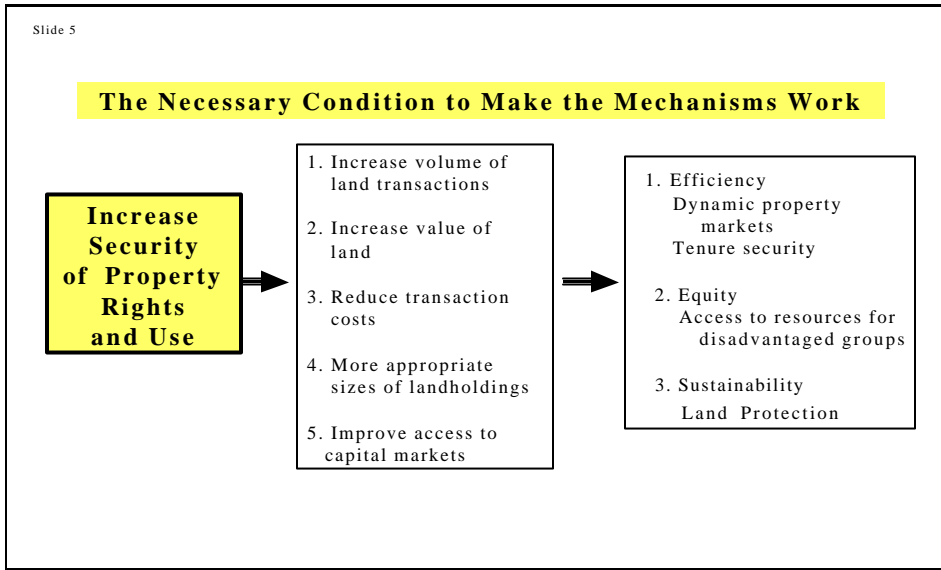 Slide 5
The Necessary Condition to Make the Mechanisms Work
Increase
Security
of Property
Rights
and Use
1. Increase volume of
land transactions
2. Increase value of
land
3. Reduce transaction
costs
4. More appropriate
sizes of landholdings
5. Improve access to
capital markets
1. Efficiency
Dynamic property
markets
Tenure security
2. Equity
Access to resources for
disadvantaged groups
3. Sustainability
Land Protection